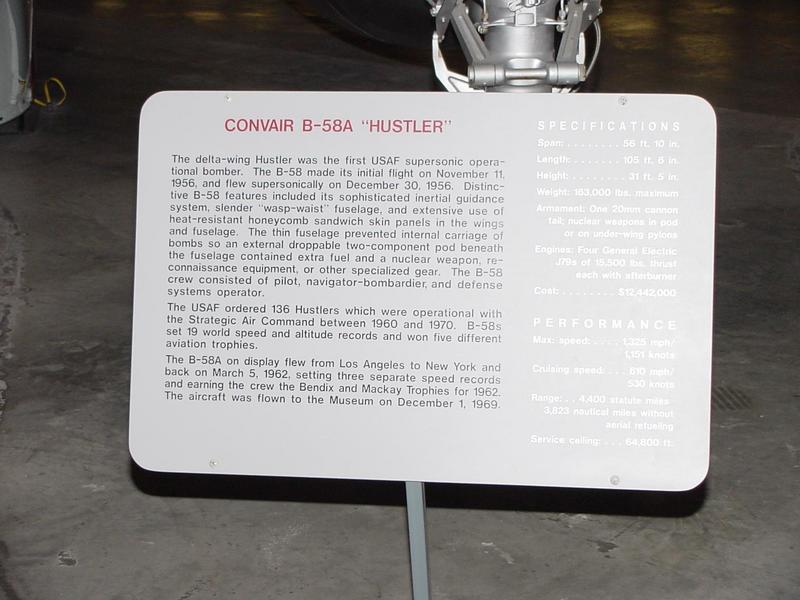 CONVAIR B-58A "HUSTLER"
The delta-wing Hustler was the first USAF supersonic opera-
tional bomber. The B-58 made its initial flight on November 11,
1956, and flew supersonically on December 30, 1956. Distinc-
tive B-58 features included its sophisticated inertial guidance
system, slender "wasp-waist" fuselage, and extensive use of
heat-resistant honeycomb sandwich skin panels in the wings
and fuselage. The thin fuselage prevented internal carriage of
bombs so an external droppable two-component pod beneath
the fuselage contained extra fuel and a nuclear weapon, re-
connaissance equipment, or other specialized gear. The B-58
crew consisted of pilot, navigator-bombardier, and defense
systems operator.
The USAF ordered 136 Hustlers which were operational with
the Strategic Air Command between 1960 and 1970. B-58s
set 19 world speed and altitude records and won five different
aviation trophies.
The B-58A on display flew from Los Angeles to New York and
back on March 5, 1962, setting three separate speed records
and earning the crew the Bendix and Mackay Trophies for 1962.
The aircraft was flown to the Museum on December 1, 1969.
SPECIFICATIONS
Span: . . . . . . . . 56 ft. 10 in.
Length: . . . . . . . . 105 ft. 6 in.
Height: . . . . . . . . 31 ft. 5 in.
Weight: 163,000 lbs. maximum
Armament: One 20mm cannon
tail; nuclear weapons in pod
or on under-wing pylons
Engines: Four General Electric
J79s of 15,500 lbs. thrust
each with afterburner
Cost: . . . . . . . . $12,442,000
PERFORMANCE
Max: speed: . . . . 1,325 mph/
1,151 knots
Cruising speed: . . . 610 mph/
530 knots
Range: . . 4,400 statute miles
3,823 nautical miles without
aerial refueling
Service ceiling: . . . 64,800 ft.